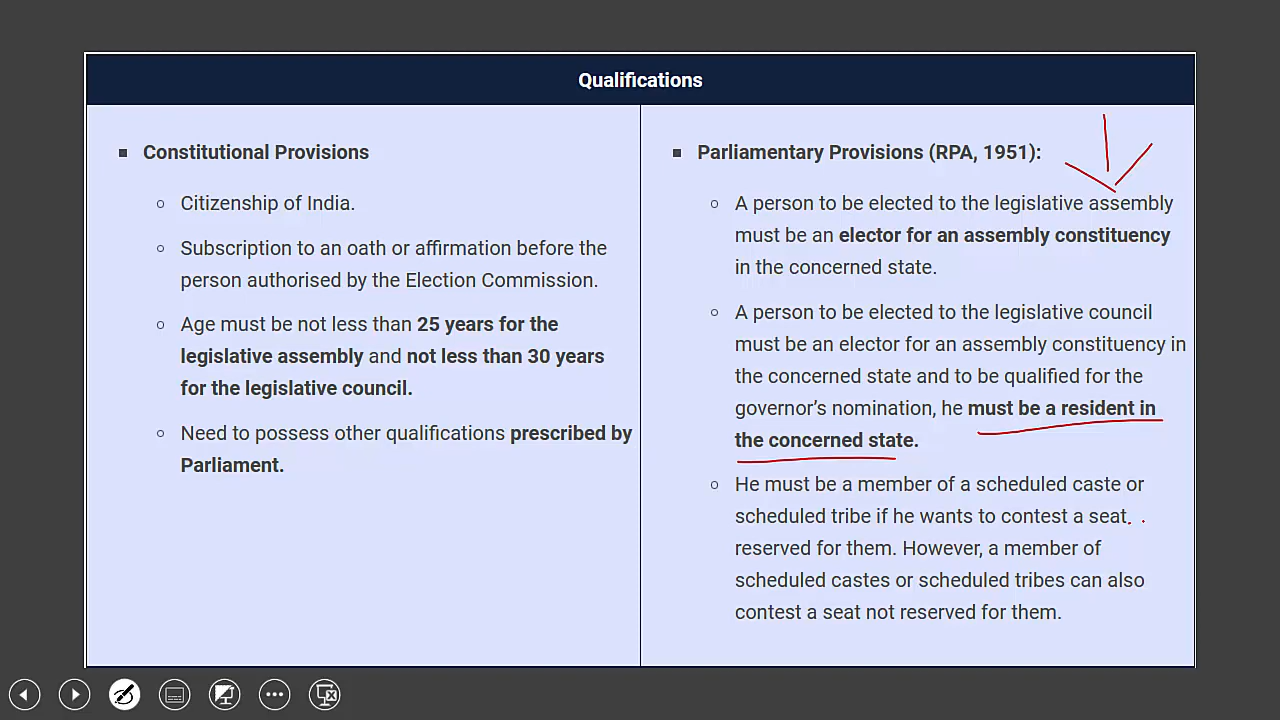 Qualifications
Constitutional Provisions
Citizenship of India.
Subscription to an oath or affirmation before the
person authorised by the Election Commission.
Age must be not less than 25 years for the
legislative assembly and not less than 30 years
for the legislative council.
Need to possess other qualifications prescribed by
Parliament.
Parliamentary Provisions (RPA, 1951):
A person to be elected to the legislative assembly
must be an elector for an assembly constituency
in the concerned state.
A person to be elected to the legislative council
must be an elector for an assembly constituency in
the concerned state and to be qualified for the
governor’s nomination, he must be a resident in
the concerned state.
He must be a member of a scheduled caste or
scheduled tribe if he wants to contest a seat
reserved for them. However, a member of
scheduled castes or scheduled tribes can also
contest a seat not reserved for them.